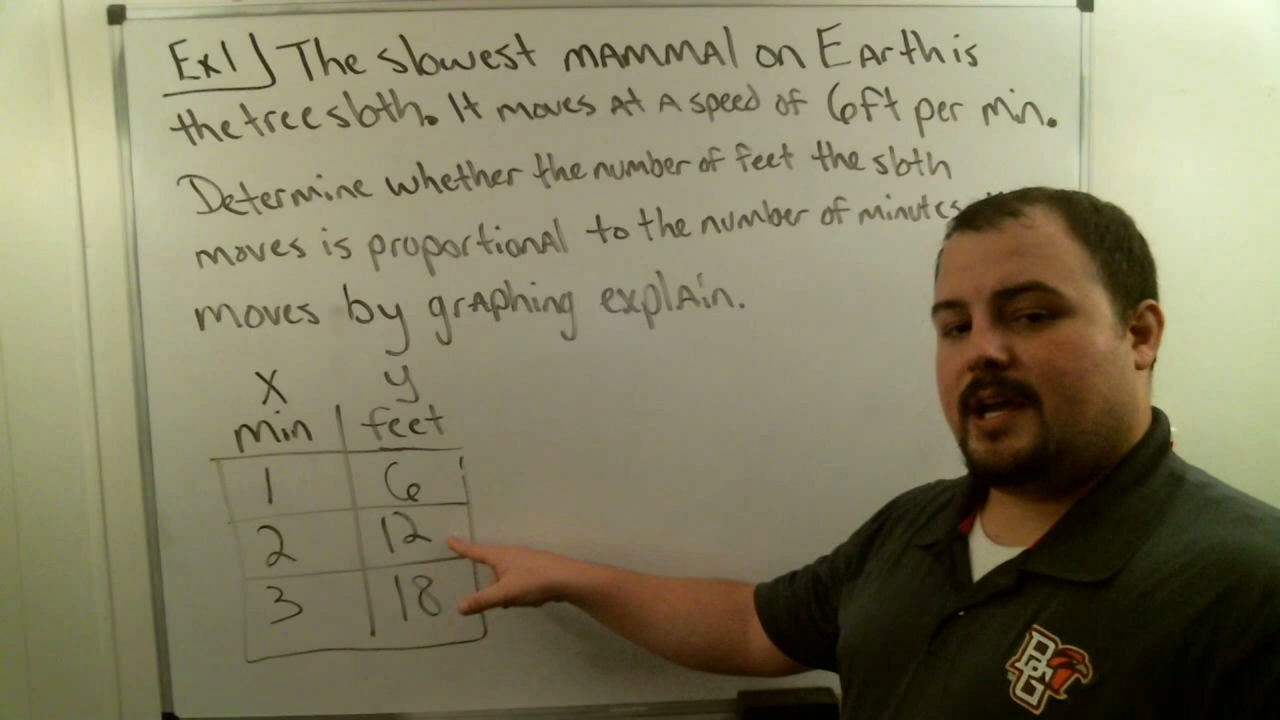 Ex1) The slowest mammal on Earth is
the tree sloth. It moves at a speed of 6ft per min.
Determine whether the number of feet the sloth
moves is proportional to the number of minutes
moves by graphing explain.
x y
min feet
1 6
2 12
3 18
BG